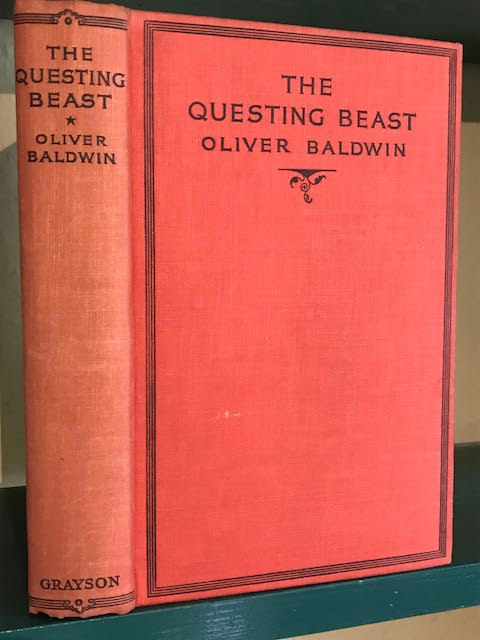 THE
QUESTING
BEAST
OLIVER
BALDWIN
GRAYSON
THE
QUESTING BEAST
OLIVER BALDWIN